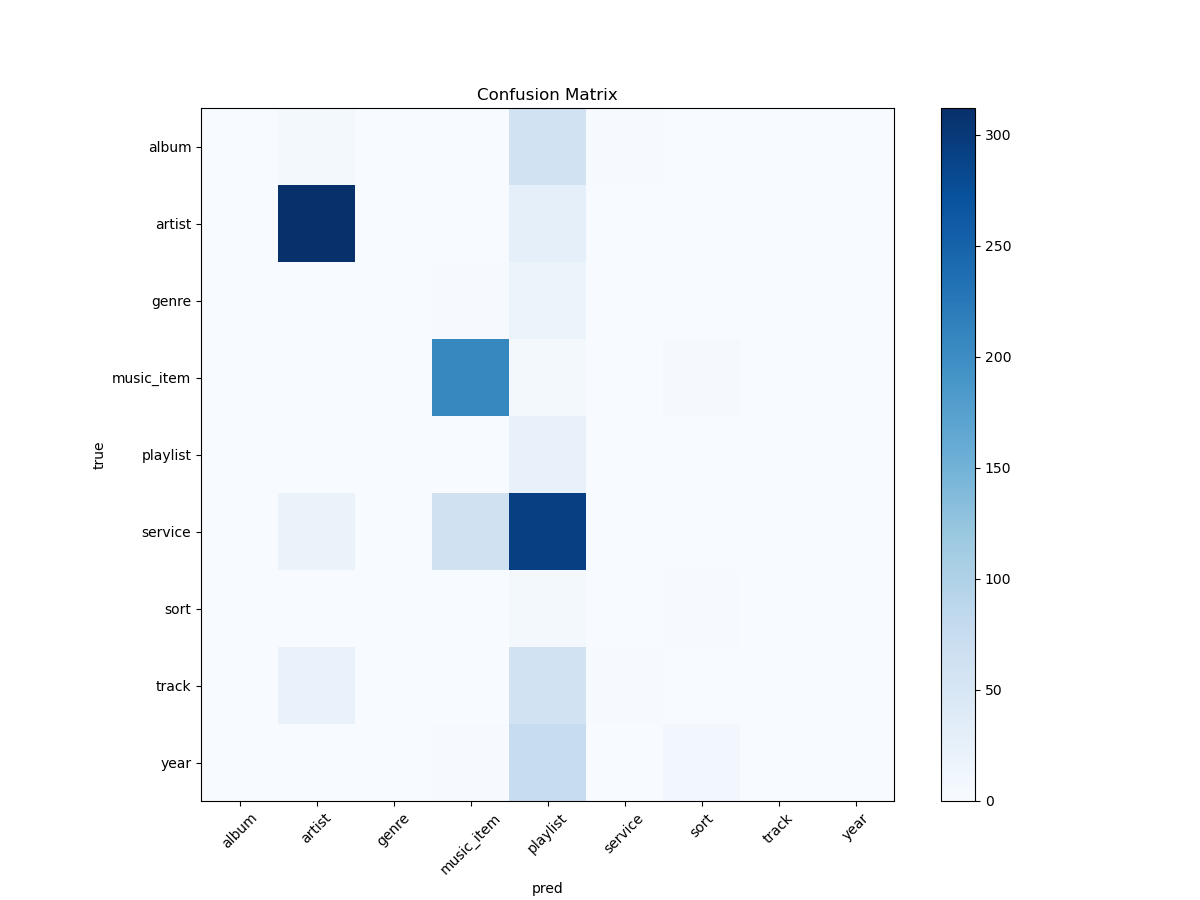 Confusion Matrix
true
album
artist
genre
music_item
playlist
service
sort
track
year
album
artist
genre
music_item
playlist
service
sort
track
year
pred
300
250
200
150
100
50
0